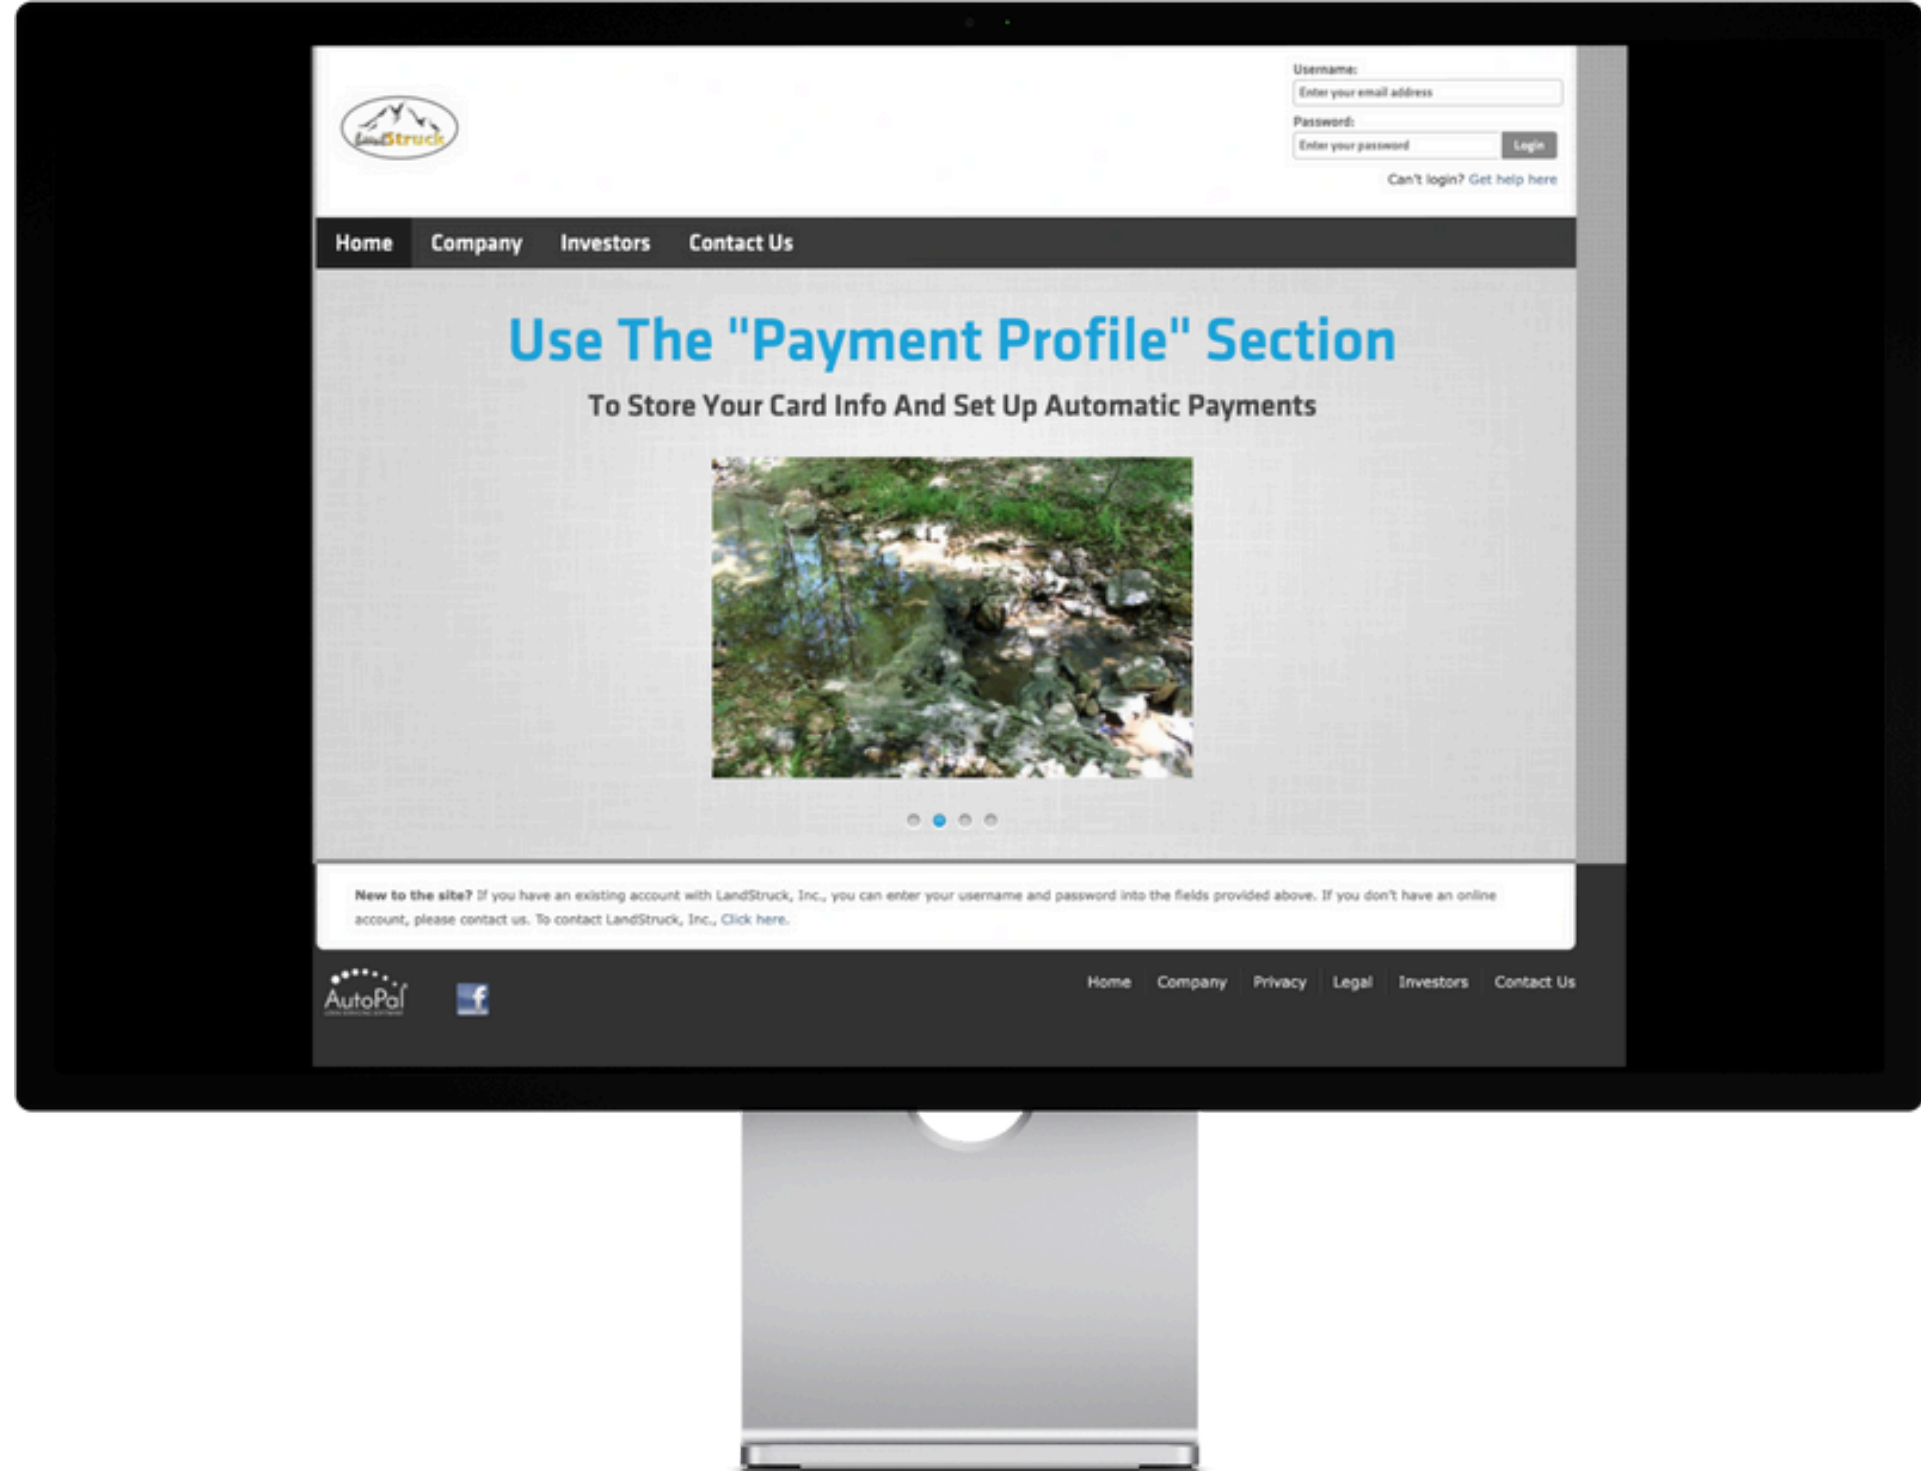 LandStruck
Username:
Enter your email address
Password:
Enter your password
Login
Can't login? Get help here
Home
Company
Investors
Contact Us
Use The "Payment Profile" Section
To Store Your Card Info And Set Up Automatic Payments
New to the site? If you have an existing account with LandStruck, Inc., you can enter your username and password into the fields provided above. If you don't have an online
account, please contact us. To contact LandStruck, Inc., Click here.
AutoPal
LOAN SERVICING SOFTWARE
f
Home
Company
Privacy
Legal
Investors
Contact Us